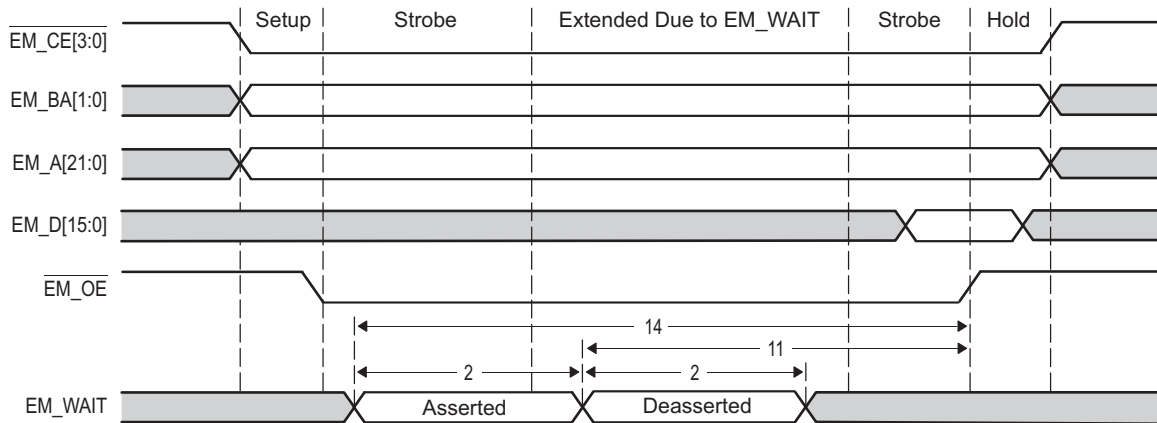 Setup Strobe Extended Due to EM_WAIT Strobe Hold
EM_CE[3:0]
EM_BA[1:0]
EM_A[21:0]
EM_D[15:0]
EM_OE
14
11
2 2
EM_WAIT Asserted Deasserted